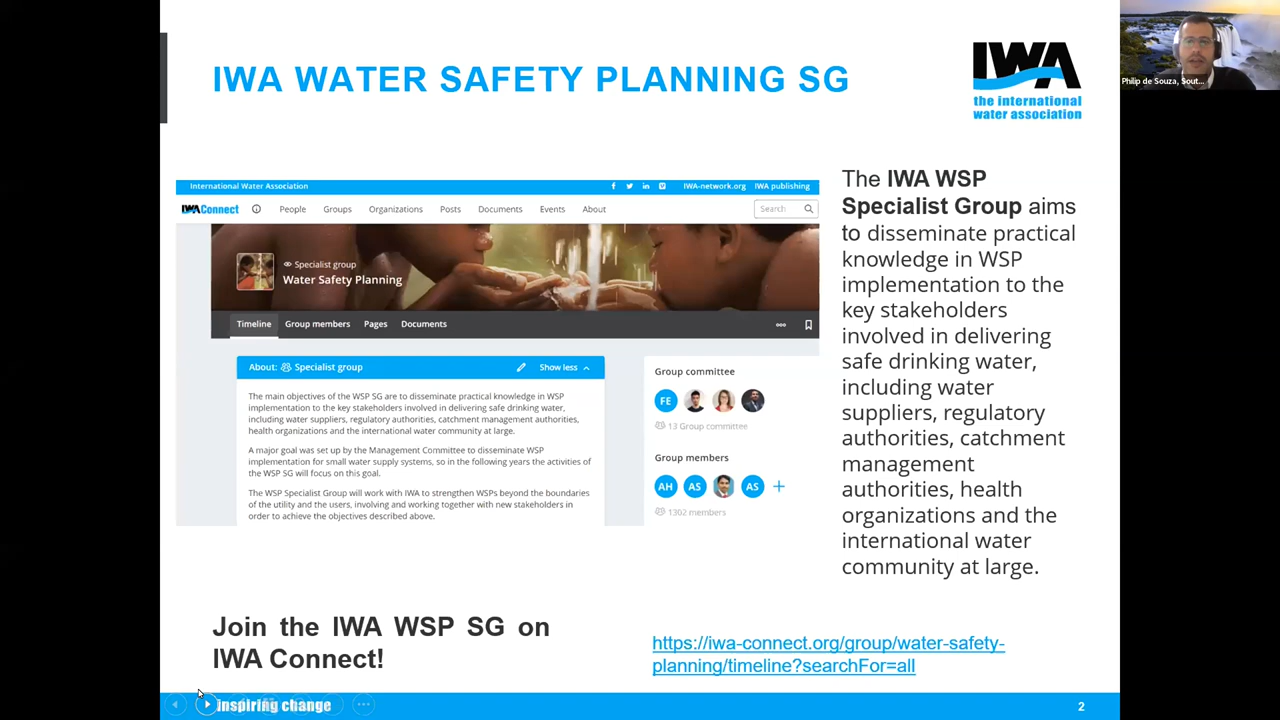 IWA WATER SAFETY PLANNING SG
IWA
the international
water association
Philip de Souza, Sout...
International Water Association
IWA-network.org
IWA publishing
IWAConnect
People
Groups
Organizations
Posts
Documents
Events
About
Search
Specialist group
Water Safety Planning
Timeline
Group members
Pages
Documents
About: Specialist group
Show less
The main objectives of the WSP SG are to disseminate practical knowledge in WSP
implementation to the key stakeholders involved in delivering safe drinking water,
including water suppliers, regulatory authorities, catchment management authorities,
health organizations and the international water community at large.
A major goal was set up by the Management Committee to disseminate WSP
implementation for small water supply systems, so in the following years the activities of
the WSP SG will focus on this goal.
The WSP Specialist Group will work with IWA to strengthen WSPs beyond the boundaries
of the utility and the users, involving and working together with new stakeholders in
order to achieve the objectives described above.
Group committee
FE
13 Group committee
Group members
AH
AS
AS
1302 members
The IWA WSP
Specialist Group aims
to disseminate practical
knowledge in WSP
implementation to the
key stakeholders
involved in delivering
safe drinking water,
including water
suppliers, regulatory
authorities, catchment
management
authorities, health
organizations and the
international water
community at large.
Join the IWA WSP SG on
IWA Connect!
https://iwa-connect.org/group/water-safety-
planning/timeline?searchFor=all
inspiring change
2